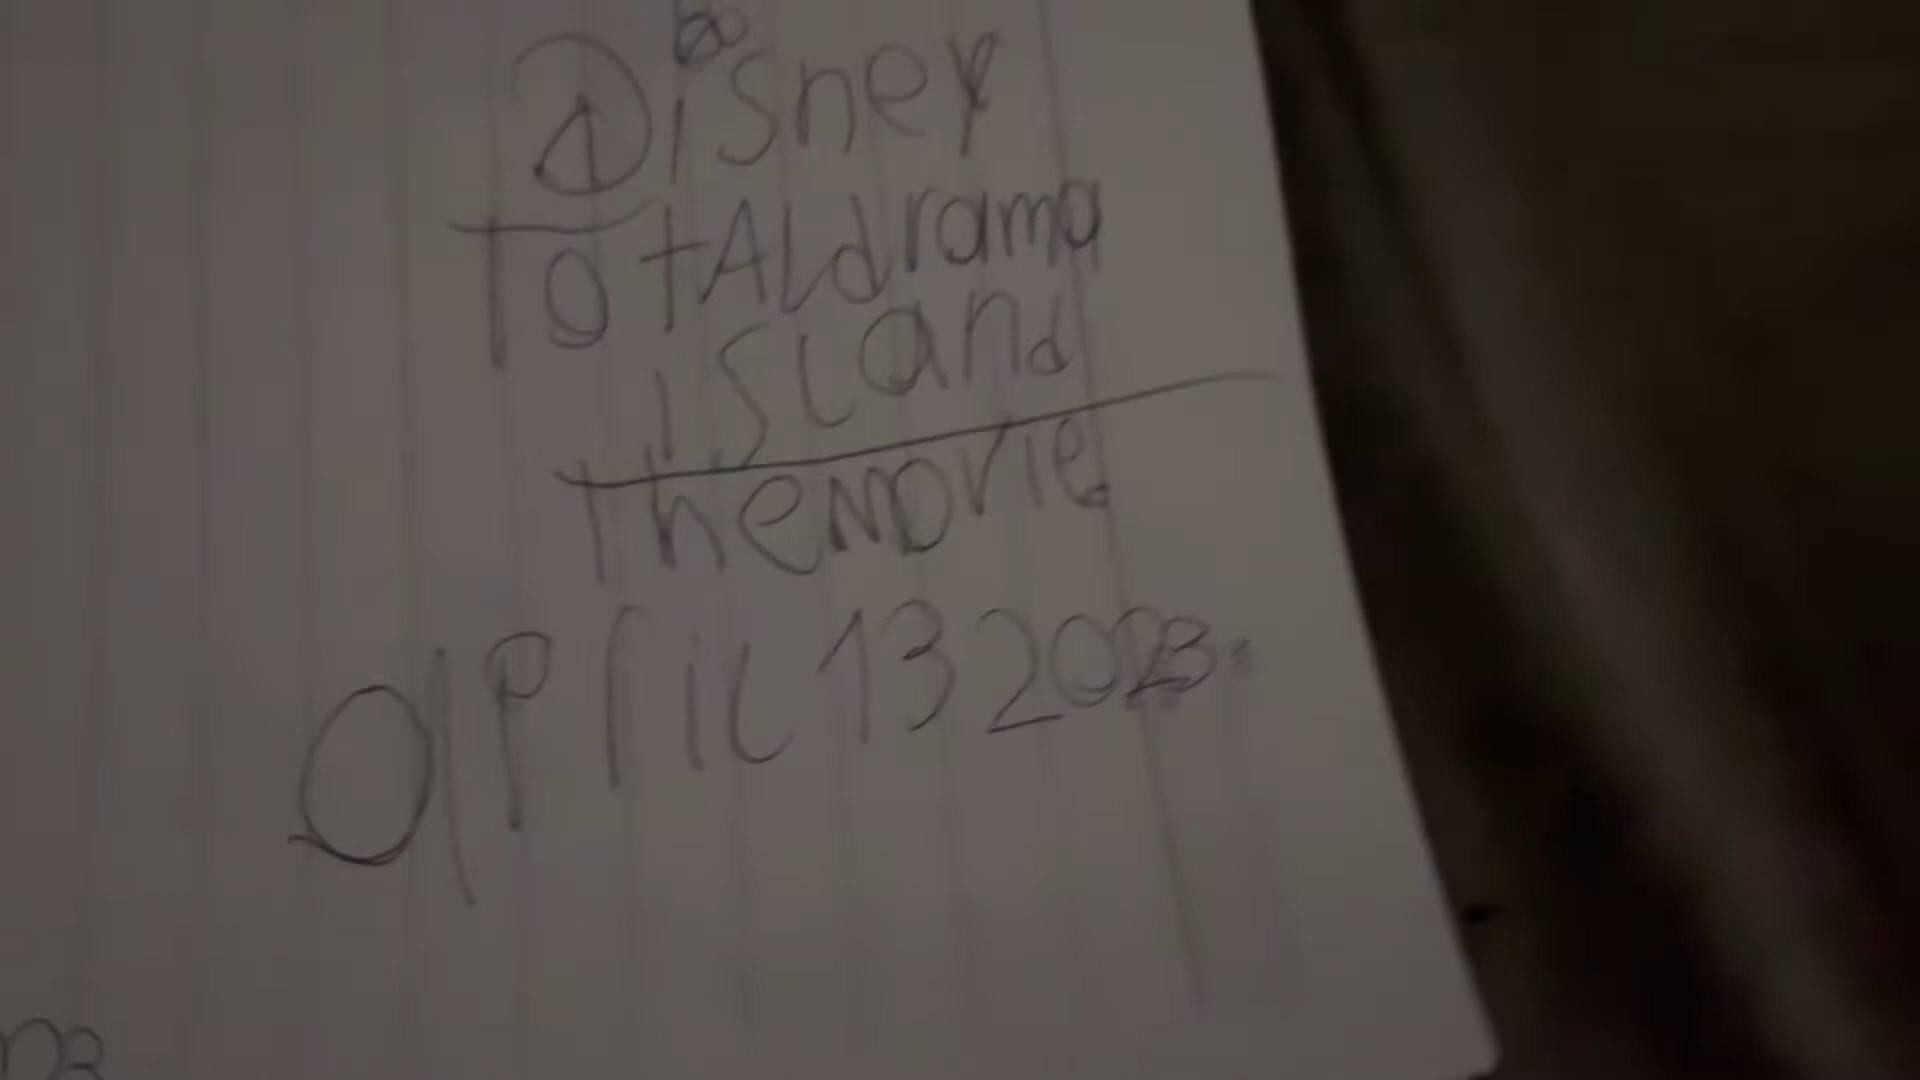 Disney
TotALdrama
isLand
themovie
apriL 13 2023